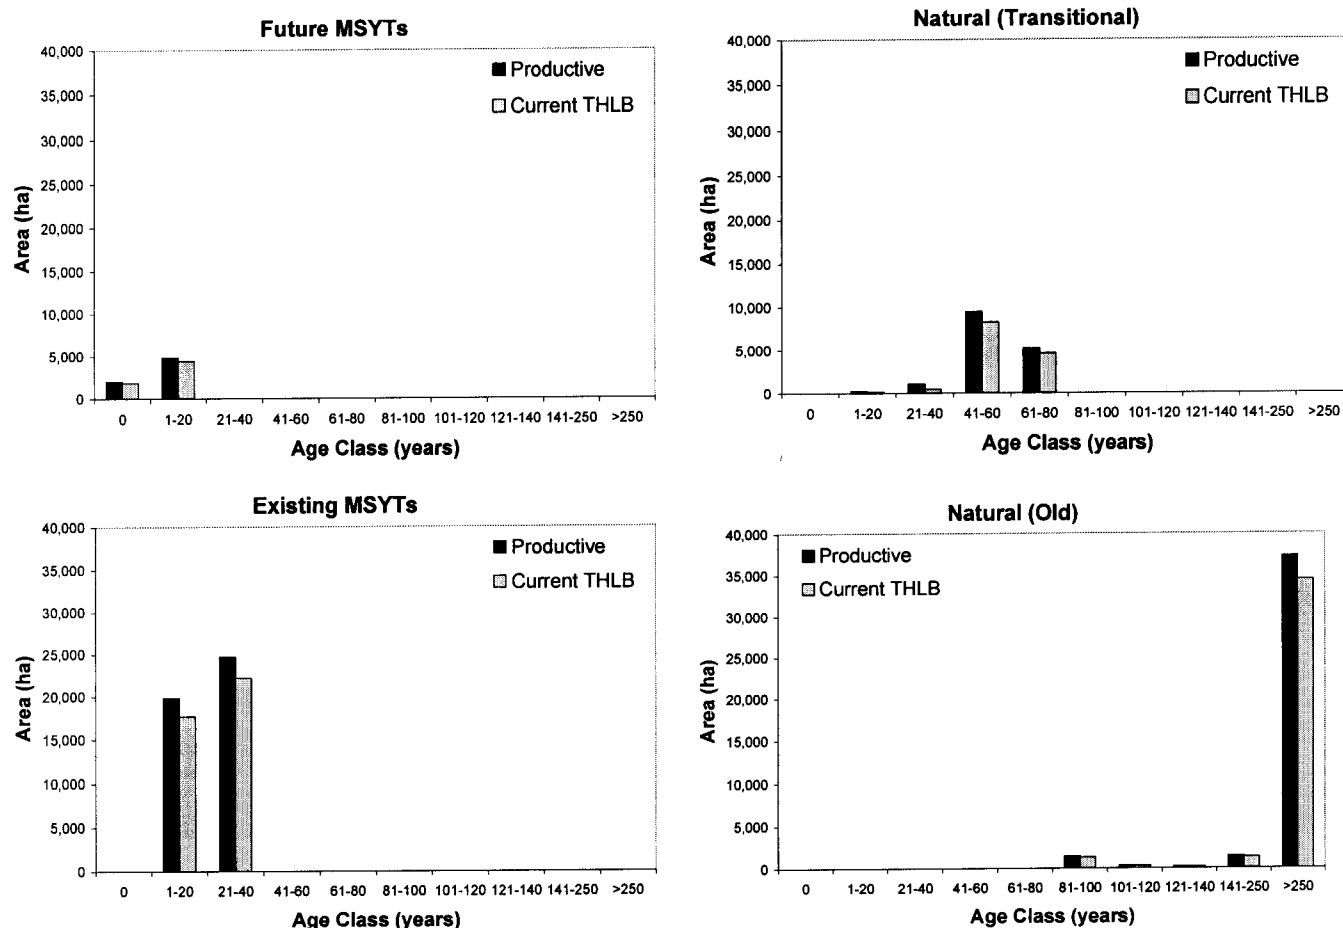 Future MSYTs
40,000
35,000
30,000
25,000
20,000
15,000
10,000
5,000
0
Area (ha)
Productive
Current THLB
0 1-20 21-40 41-60 61-80 81-100 101-120 121-140 141-250 >250
Age Class (years)
Natural (Transitional)
40,000
35,000
30,000
25,000
20,000
15,000
10,000
5,000
0
Area (ha)
Productive
Current THLB
0 1-20 21-40 41-60 61-80 81-100 101-120 121-140 141-250 >250
Age Class (years)
Existing MSYTs
40,000
35,000
30,000
25,000
20,000
15,000
10,000
5,000
0
Area (ha)
Productive
Current THLB
0 1-20 21-40 41-60 61-80 81-100 101-120 121-140 141-250 >250
Age Class (years)
Natural (Old)
40,000
35,000
30,000
25,000
20,000
15,000
10,000
5,000
0
Area (ha)
Productive
Current THLB
0 1-20 21-40 41-60 61-80 81-100 101-120 121-140 141-250 >250
Age Class (years)